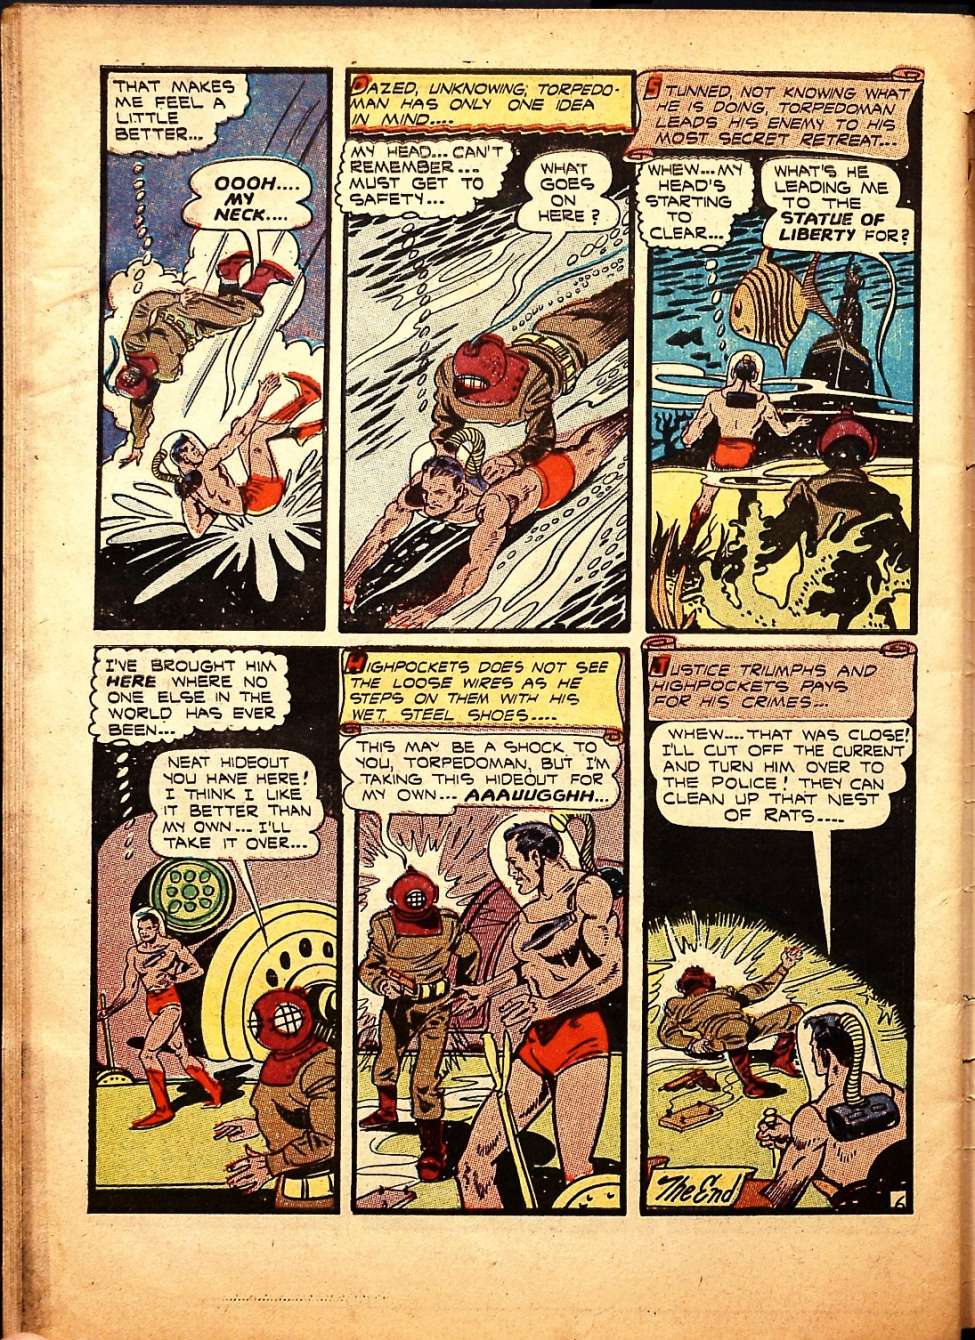 THAT MAKES
ME FEEL A
LITTLE
BETTER...
OOOH....
MY
NECK....
DAZED, UNKNOWING, TORPEDO-
MAN HAS ONLY ONE IDEA
IN MIND....
MY HEAD... CAN'T
REMEMBER...
MUST GET TO
SAFETY...
WHAT
GOES
ON
HERE?
STUNNED, NOT KNOWING WHAT
HE IS DOING, TORPEDOMAN
LEADS HIS ENEMY TO HIS
MOST SECRET RETREAT...
WHEW...MY
HEAD'S
STARTING
TO
CLEAR...
WHAT'S HE
LEADING ME
TO THE
STATUE OF
LIBERTY FOR?
I'VE BROUGHT HIM
HERE WHERE NO
ONE ELSE IN THE
WORLD HAS EVER
BEEN...
NEAT HIDEOUT
YOU HAVE HERE!
I THINK I LIKE
IT BETTER THAN
MY OWN... I'LL
TAKE IT OVER...
HIGHPOCKETS DOES NOT SEE
THE LOOSE WIRES AS HE
STEPS ON THEM WITH HIS
WET, STEEL SHOES....
THIS MAY BE A SHOCK TO
YOU, TORPEDOMAN, BUT I'M
TAKING THIS HIDEOUT FOR
MY OWN... AAAUUGGHH...
JUSTICE TRIUMPHS AND
HIGHPOCKETS PAYS
FOR HIS CRIMES...
WHEW....THAT WAS CLOSE!
I'LL CUT OFF THE CURRENT
AND TURN HIM OVER TO
THE POLICE! THEY CAN
CLEAN UP THAT NEST
OF RATS....
The End
6